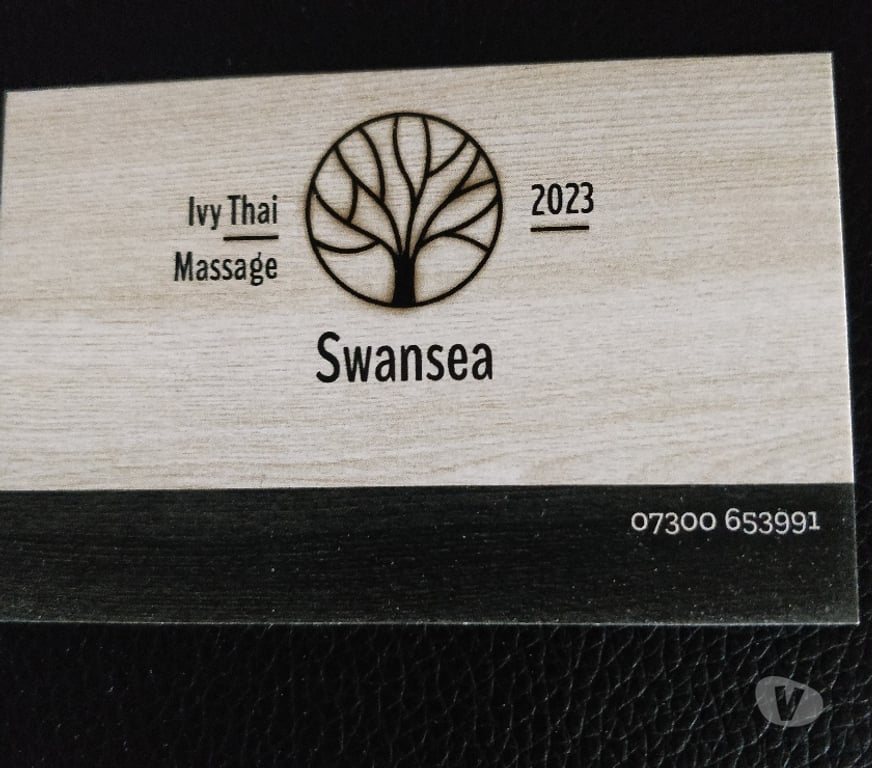 Ivy Thai
Massage
2023
Swansea
07300 653991
V